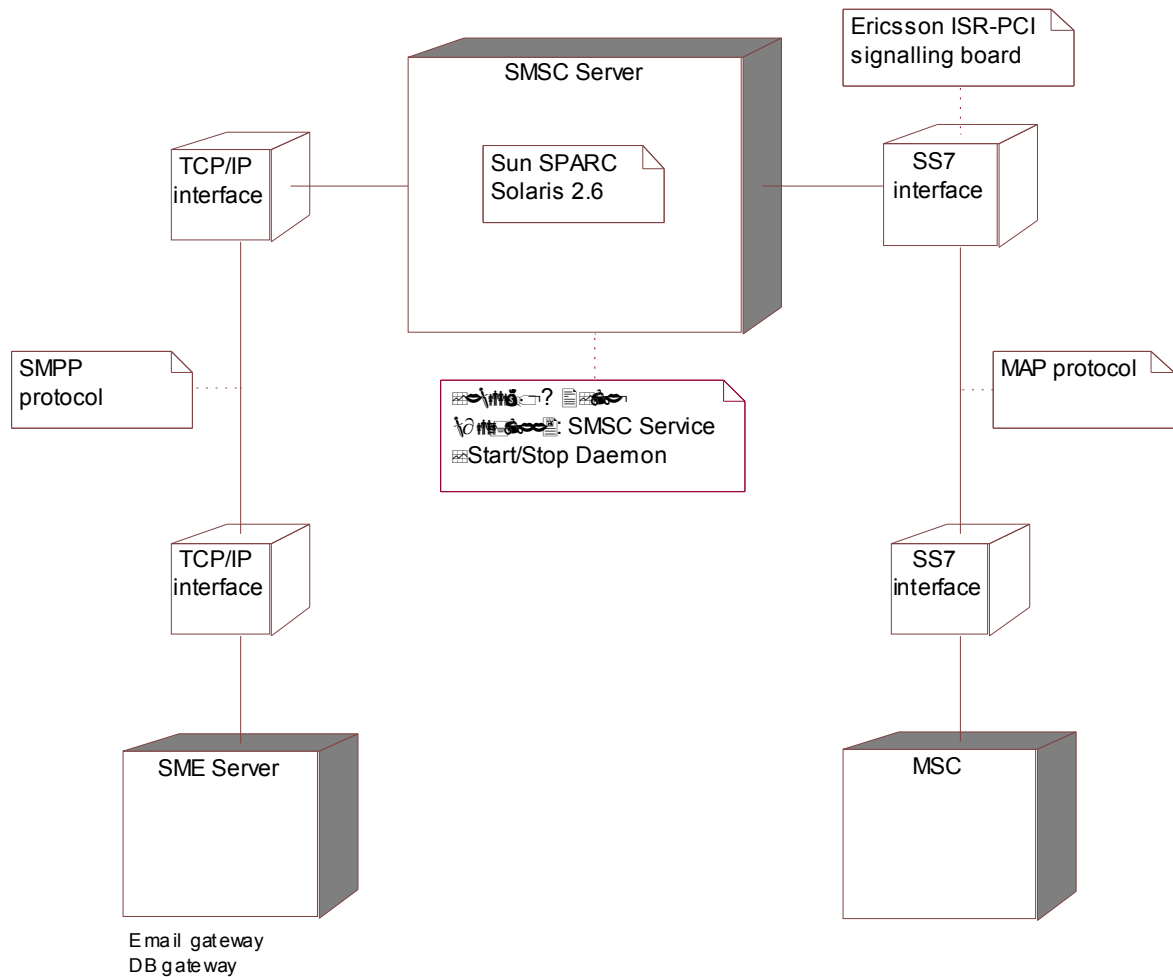 Ericsson ISR-PCI
signalling board
SMSC Server
TCP/IP
interface
Sun SPARC
Solaris 2.6
SS7
interface
SMPP
protocol
MAP protocol
: SMSC Service
Start/Stop Daemon
TCP/IP
interface
SS7
interface
SME Server
MSC
Email gateway
DB gateway